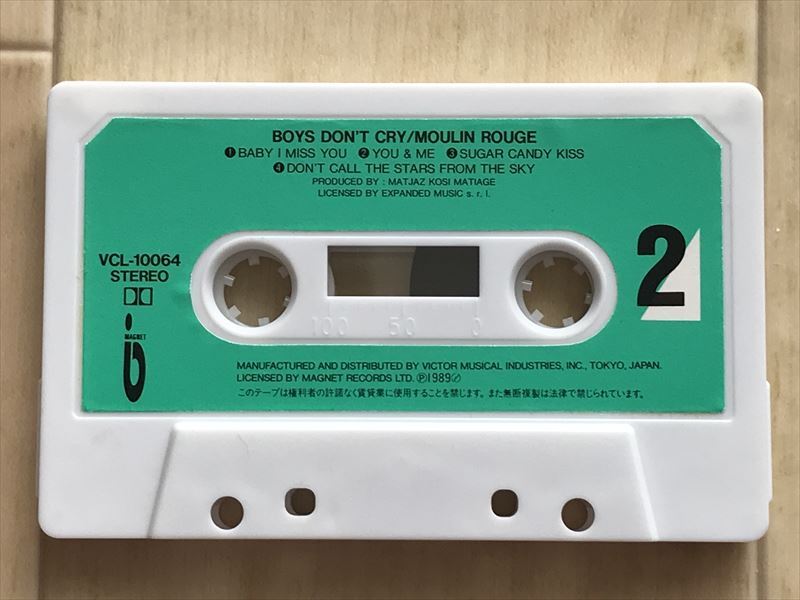 BOYS DON'T CRY/MOULIN ROUGE
❶BABY I MISS YOU ❷YOU & ME ❸SUGAR CANDY KISS
❹DON'T CALL THE STARS FROM THE SKY
PRODUCED BY : MATJAZ KOSI MATIAGE
LICENSED BY EXPANDED MUSIC s. r. l.
VCL-10064
STEREO
2
MAGNET
100 50 0
MANUFACTURED AND DISTRIBUTED BY VICTOR MUSICAL INDUSTRIES, INC., TOKYO, JAPAN.
LICENSED BY MAGNET RECORDS LTD. Ⓟ1989
このテープは権利者の許諾なく賃貸業に使用することを禁じます。また無断複製は法律で禁じられています。